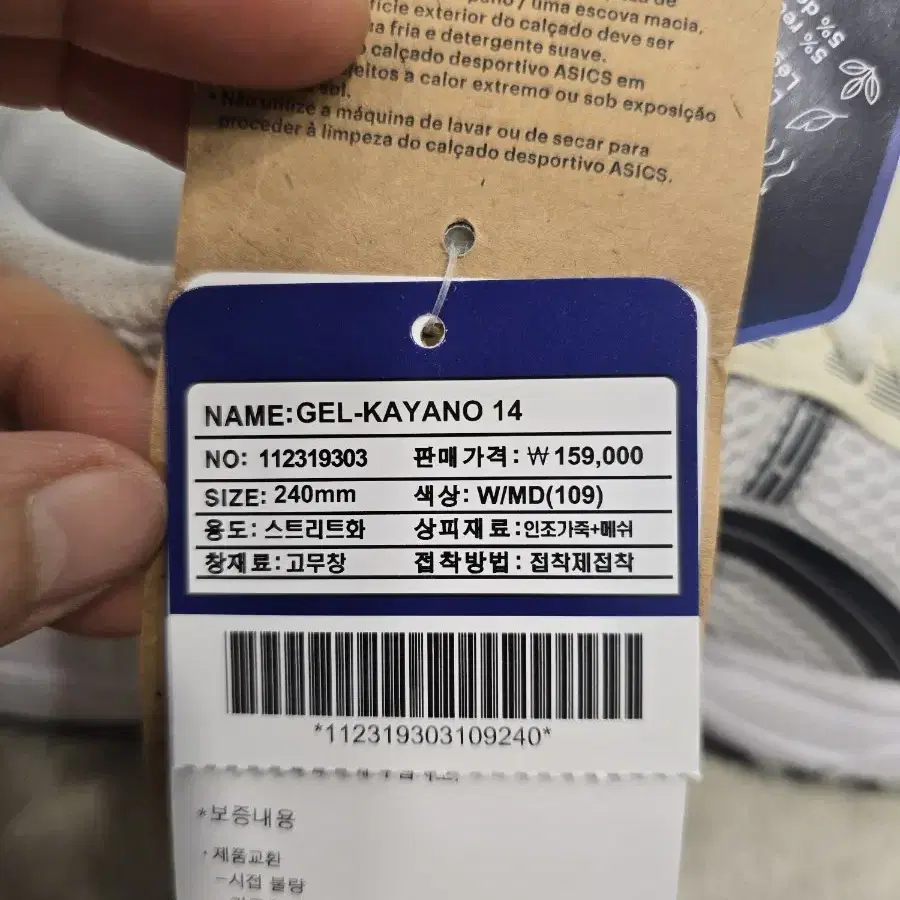 uma escova macia.
fície exterior do calçado deve ser
fria e detergente suave.
calçado desportivo ASICS em
feitos a calor extremo ou sob exposição
sol.
• Não utilize a máquina de lavar ou de secar para
proceder à limpeza do calçado desportivo ASICS.
NAME:GEL-KAYANO 14
NO: 112319303 판매가격: ₩159,000
SIZE: 240mm 색상: W/MD(109)
용도: 스트리트화 상피재료:인조가죽+메쉬
창재료:고무창 접착방법: 접착제접착
*112319303109240*
*보증내용
· 제품교환
-시접 불량